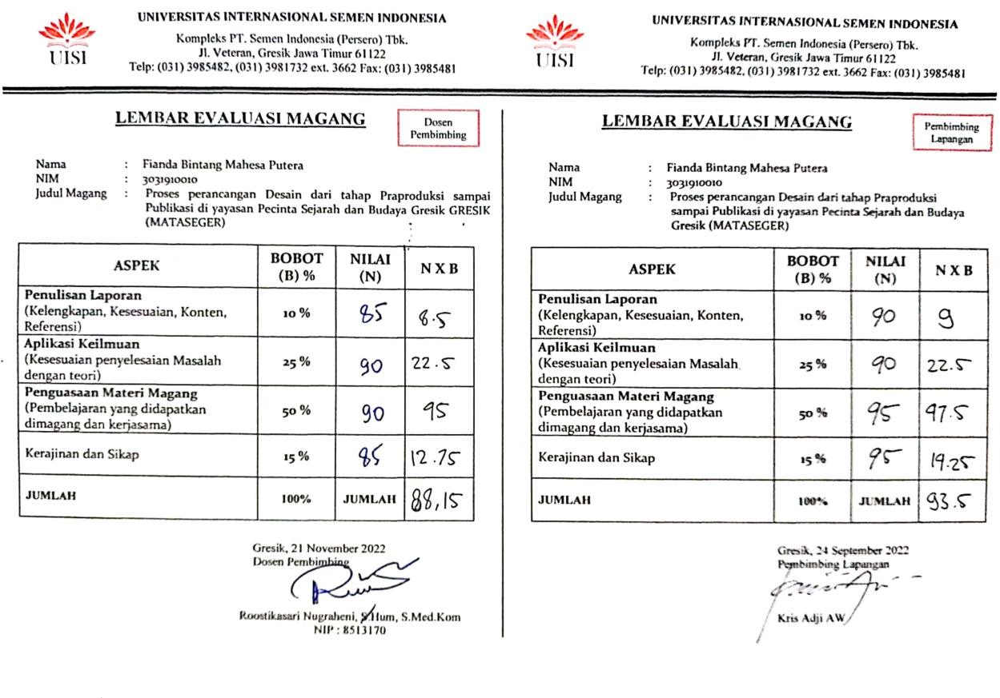 UISI
UNIVERSITAS INTERNASIONAL SEMEN INDONESIA
Kompleks PT. Semen Indonesia (Persero) Tbk.
Jl. Veteran, Gresik Jawa Timur 61122
Telp: (031) 3985482, (031) 3981732 ext. 3662 Fax: (031) 3985481
LEMBAR EVALUASI MAGANG
Dosen
Pembimbing
Nama : Fianda Bintang Mahesa Putera
NIM : 3031910010
Judul Magang : Proses perancangan Desain dari tahap Praproduksi sampai
Publikasi di yayasan Pecinta Sejarah dan Budaya Gresik GRESIK
(MATASEGER)
ASPEK BOBOT (B) % NILAI (N) N X B
Penulisan Laporan
(Kelengkapan, Kesesuaian, Konten,
Referensi) 10 % 85 8.5
Aplikasi Keilmuan
(Kesesuaian penyelesaian Masalah
dengan teori) 25 % 90 22.5
Penguasaan Materi Magang
(Pembelajaran yang didapatkan
dimagang dan kerjasama) 50 % 90 45
Kerajinan dan Sikap 15 % 85 12.75
JUMLAH 100% JUMLAH 88,15
Gresik, 21 November 2022
Dosen Pembimbing
Roostikasari Nugraheni, S.Hum, S.Med.Kom
NIP : 8513170
UISI
UNIVERSITAS INTERNASIONAL SEMEN INDONESIA
Kompleks PT. Semen Indonesia (Persero) Tbk.
Jl. Veteran, Gresik Jawa Timur 61122
Telp: (031) 3985482, (031) 3981732 ext. 3662 Fax: (031) 3985481
LEMBAR EVALUASI MAGANG
Pembimbing
Lapangan
Nama : Fianda Bintang Mahesa Putera
NIM : 3031910010
Judul Magang : Proses perancangan Desain dari tahap Praproduksi
sampai Publikasi di yayasan Pecinta Sejarah dan Budaya
Gresik (MATASEGER)
ASPEK BOBOT (B) % NILAI (N) N X B
Penulisan Laporan
(Kelengkapan, Kesesuaian, Konten,
Referensi) 10 % 90 9
Aplikasi Keilmuan
(Kesesuaian penyelesaian Masalah
dengan teori) 25 % 90 22.5
Penguasaan Materi Magang
(Pembelajaran yang didapatkan
dimagang dan kerjasama) 50 % 95 47.5
Kerajinan dan Sikap 15 % 95 14.25
JUMLAH 100% JUMLAH 93.5
Gresik, 24 September 2022
Pembimbing Lapangan
Kris Adji AW